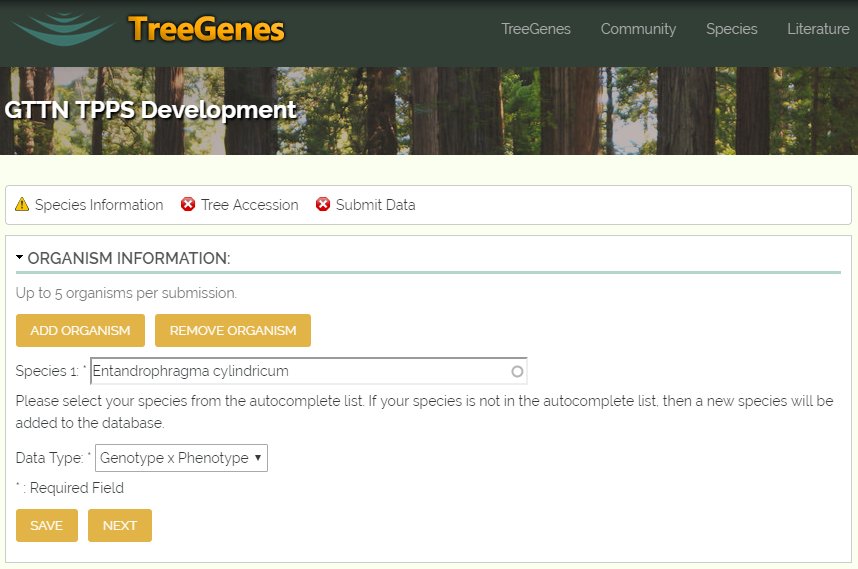 TreeGenes
TreeGenes Community Species Literature
GTTN TPPS Development
Species Information Tree Accession Submit Data
ORGANISM INFORMATION:
Up to 5 organisms per submission.
ADD ORGANISM REMOVE ORGANISM
Species 1: * Entandrophragma cylindricum
Please select your species from the autocomplete list. If your species is not in the autocomplete list, then a new species will be
added to the database.
Data Type: * Genotype x Phenotype
* : Required Field
SAVE NEXT